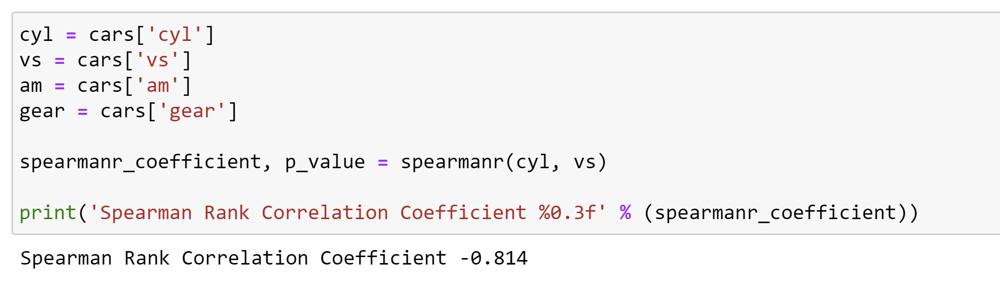 cyl = cars['cyl']
vs = cars['vs']
am = cars['am']
gear = cars['gear']
spearmanr_coefficient, p_value = spearmanr(cyl, vs)
print('Spearman Rank Correlation Coefficient %0.3f' % (spearmanr_coefficient))
Spearman Rank Correlation Coefficient -0.814